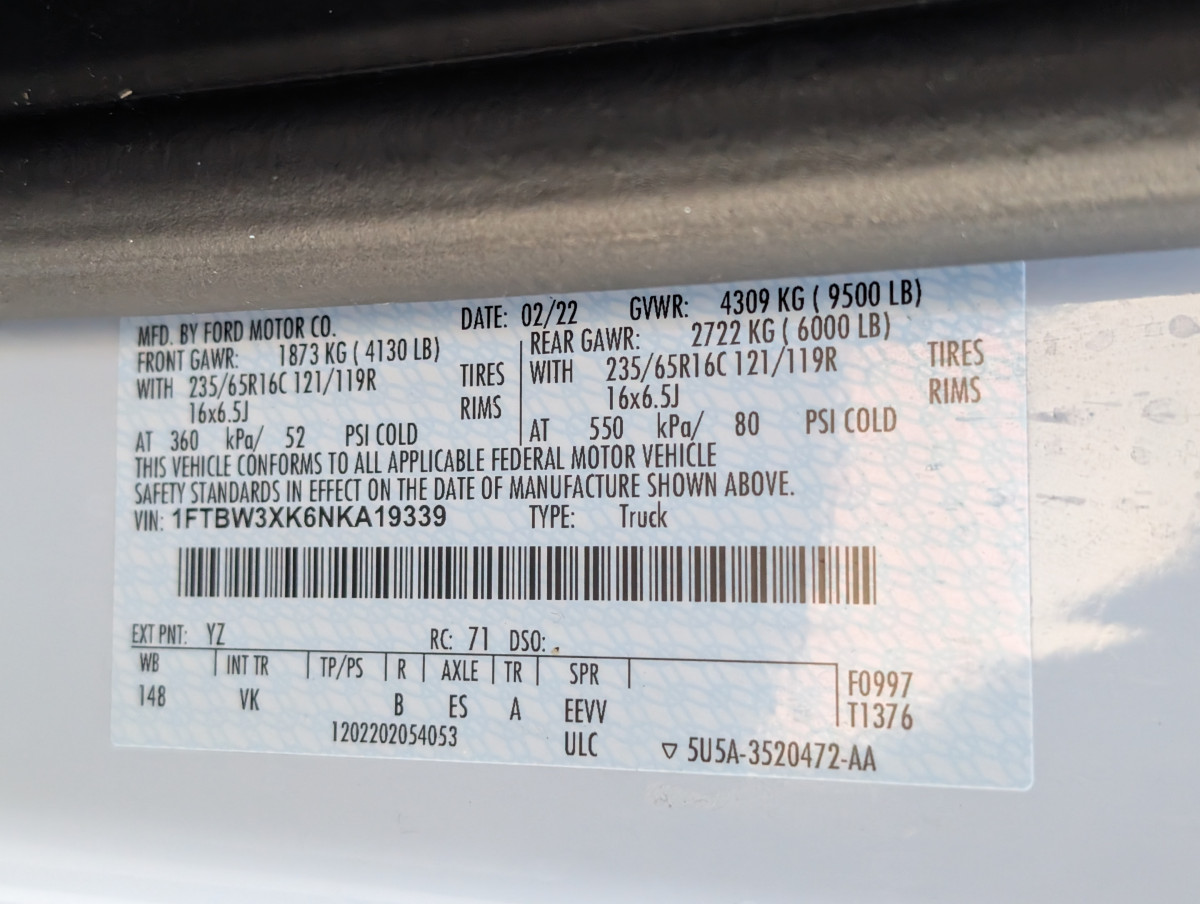 MFD. BY FORD MOTOR CO. DATE: 02/22 GVWR: 4309 KG ( 9500 LB)
FRONT GAWR: 1873 KG ( 4130 LB) REAR GAWR: 2722 KG ( 6000 LB)
WITH 235/65R16C 121/119R TIRES WITH 235/65R16C 121/119R TIRES
16x6.5J RIMS 16x6.5J RIMS
AT 360 kPa/ 52 PSI COLD AT 550 kPa/ 80 PSI COLD
THIS VEHICLE CONFORMS TO ALL APPLICABLE FEDERAL MOTOR VEHICLE
SAFETY STANDARDS IN EFFECT ON THE DATE OF MANUFACTURE SHOWN ABOVE.
VIN: 1FTBW3XK6NKA19339 TYPE: Truck
EXT PNT: YZ RC: 71 DSO:
WB INT TR TP/PS R AXLE TR SPR F0997
148 VK B ES A EEVV T1376
1202202054053 ULC ▽ 5U5A-3520472-AA